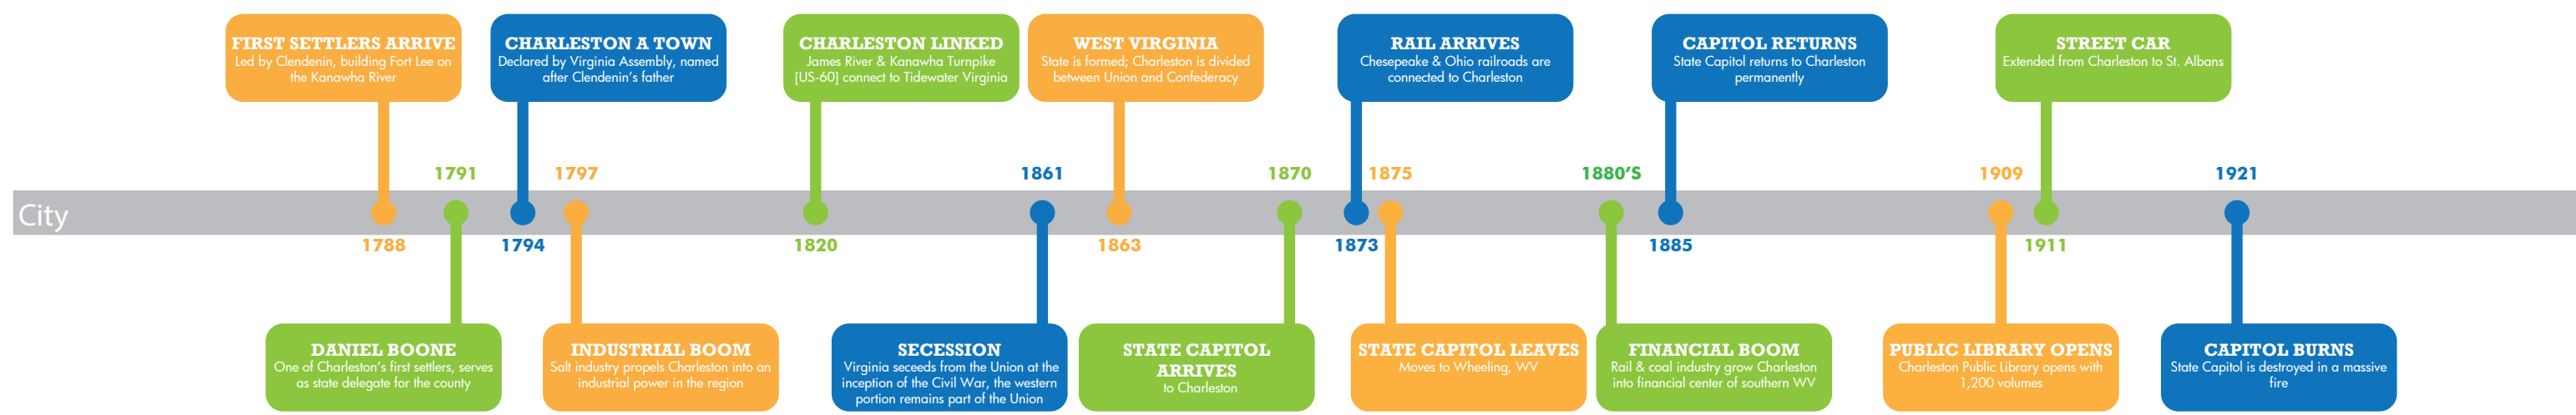 FIRST SETTLERS ARRIVE
Led by Clendenin, building Fort Lee on
the Kanawha River
CHARLESTON A TOWN
Declared by Virginia Assembly, named
after Clendenin's father
CHARLESTON LINKED
James River & Kanawha Turnpike
[US-60] connect to Tidewater Virginia
WEST VIRGINIA
State is formed; Charleston is divided
between Union and Confederacy
RAIL ARRIVES
Chesepeake & Ohio railroads are
connected to Charleston
CAPITOL RETURNS
State Capitol returns to Charleston
permanently
STREET CAR
Extended from Charleston to St. Albans
1791
1797
1861
1870
1875
1880'S
1909
1921
City
1788
1794
1820
1863
1873
1885
1911
DANIEL BOONE
One of Charleston's first settlers, serves
as state delegate for the county
INDUSTRIAL BOOM
Salt industry propels Charleston into an
industrial power in the region
SECESSION
Virginia seceeds from the Union at the
inception of the Civil War, the western
portion remains part of the Union
STATE CAPITOL
ARRIVES
to Charleston
STATE CAPITOL LEAVES
Moves to Wheeling, WV
FINANCIAL BOOM
Rail & coal industry grow Charleston
into financial center of southern WV
PUBLIC LIBRARY OPENS
Charleston Public Library opens with
1,200 volumes
CAPITOL BURNS
State Capitol is destroyed in a massive
fire